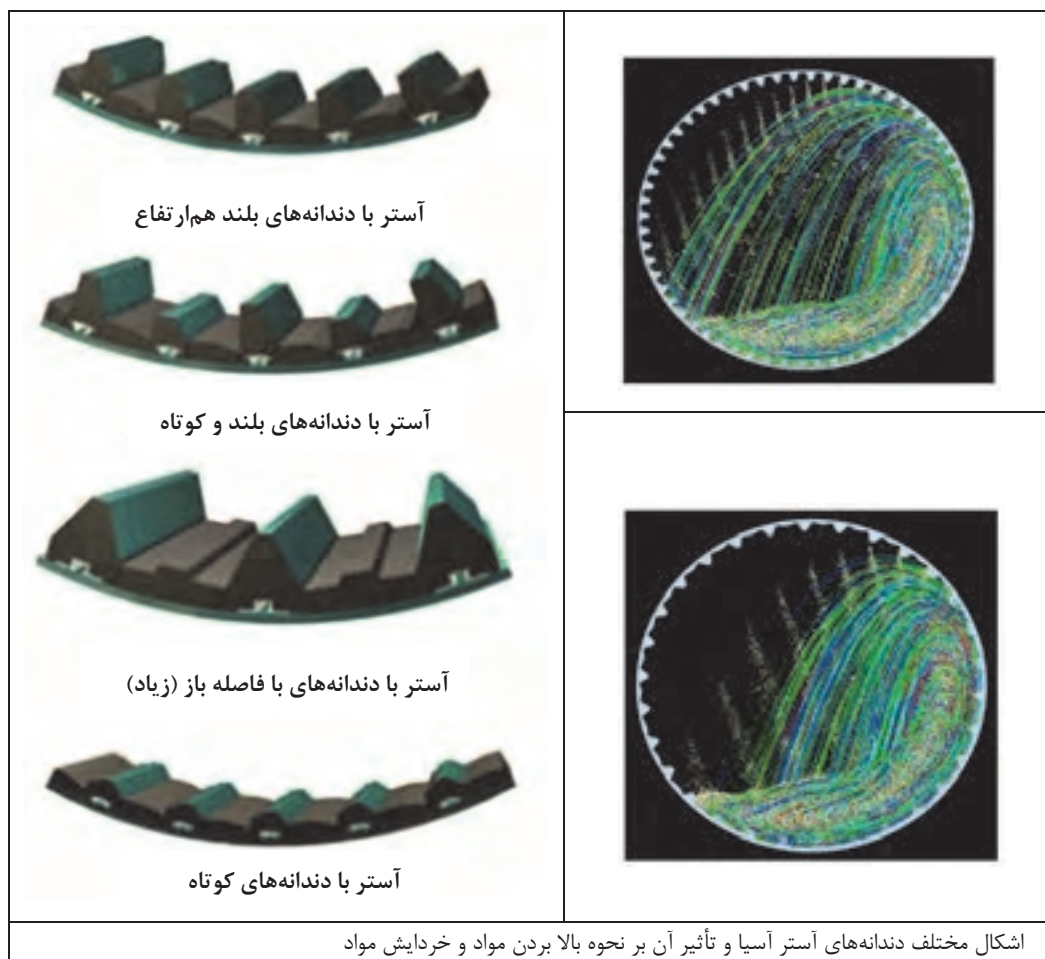 آستر با دندانه‌های بلند هم‌ارتفاع
آستر با دندانه‌های بلند و کوتاه
آستر با دندانه‌های با فاصله باز (زیاد)
آستر با دندانه‌های کوتاه
اشکال مختلف دندانه‌های آستر آسیا و تأثیر آن بر نحوه بالا بردن مواد و خردایش مواد